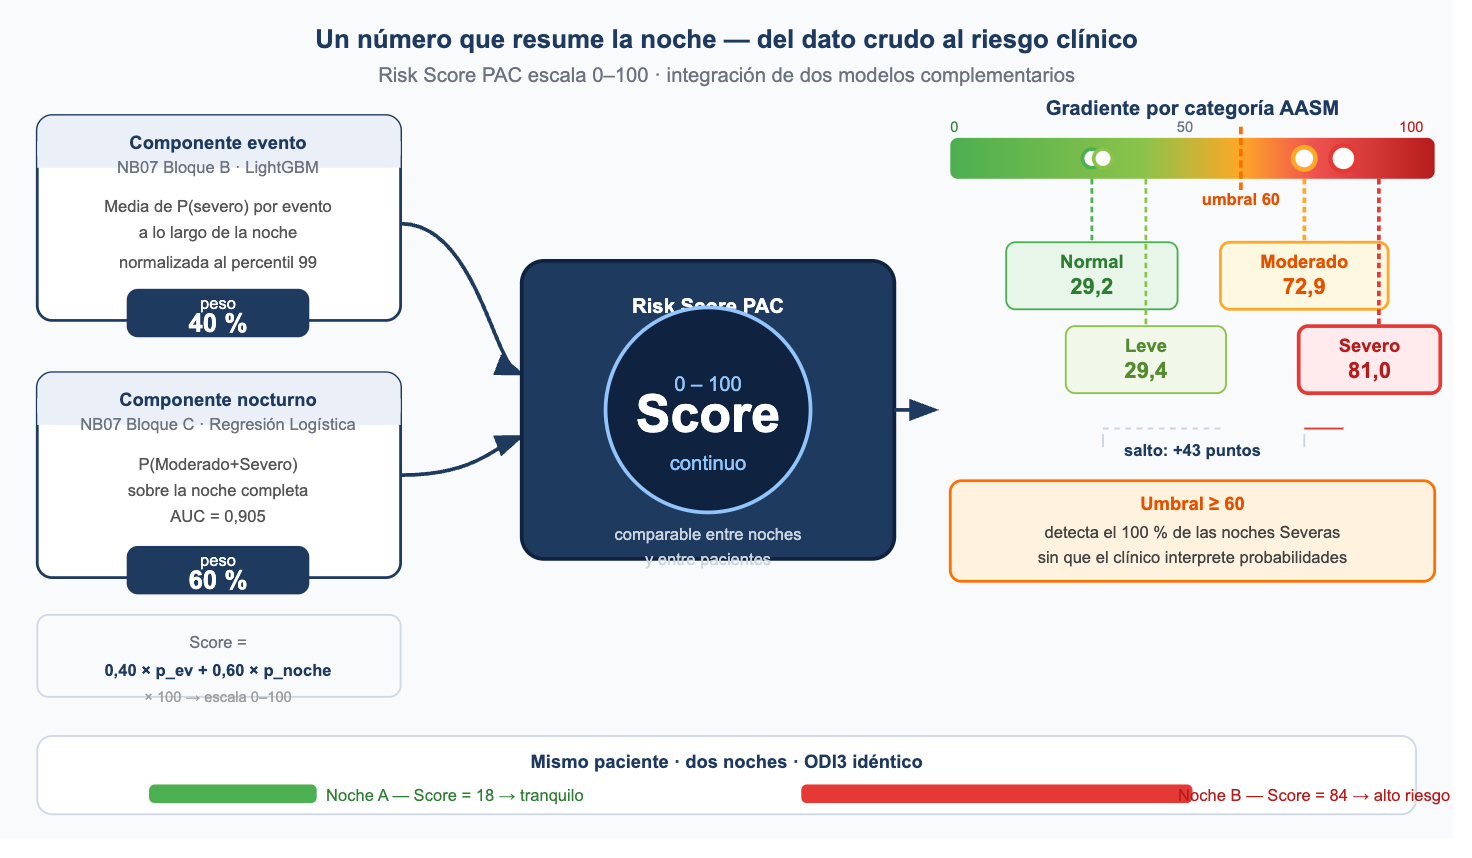 Un número que resume la noche — del dato crudo al riesgo clínico
Risk Score PAC escala 0–100 · integración de dos modelos complementarios
Componente evento
NB07 Bloque B · LightGBM
Media de P(severo) por evento
a lo largo de la noche
normalizada al percentil 99
peso
40 %
Componente nocturno
NB07 Bloque C · Regresión Logística
P(Moderado+Severo)
sobre la noche completa
AUC = 0,905
peso
60 %
Score =
0,40 × p_ev + 0,60 × p_noche
× 100 → escala 0–100
Risk Score PAC
0 – 100
Score
continuo
comparable entre noches
y entre pacientes
Gradiente por categoría AASM
0 50 100
umbral 60
Normal
29,2
Moderado
72,9
Leve
29,4
Severo
81,0
salto: +43 puntos
Umbral ≥ 60
detecta el 100 % de las noches Severas
sin que el clínico interprete probabilidades
Mismo paciente · dos noches · ODI3 idéntico
Noche A — Score = 18 → tranquilo
Noche B — Score = 84 → alto riesgo